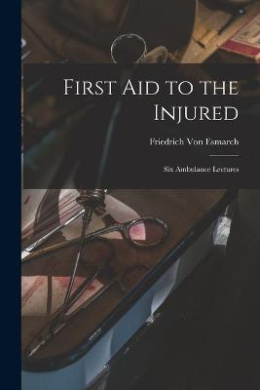 First Aid to the
Injured
Friedrich Von Esmarch
Six Ambulance Lectures